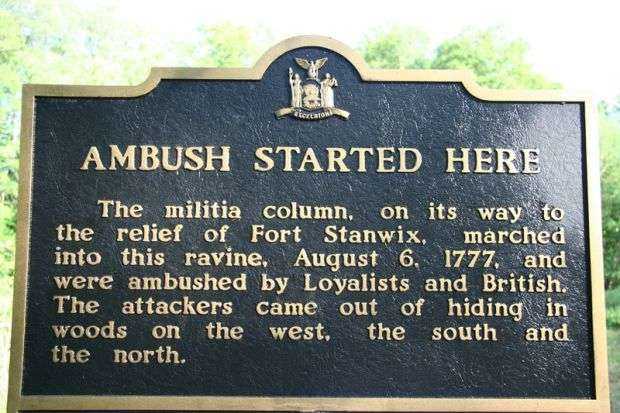 EXCELSIOR
AMBUSH STARTED HERE
The militia column, on its way to
the relief of Fort Stanwix, marched
into this ravine, August 6, 1777, and
were ambushed by Loyalists and British.
The attackers came out of hiding in
woods on the west, the south and
the north.